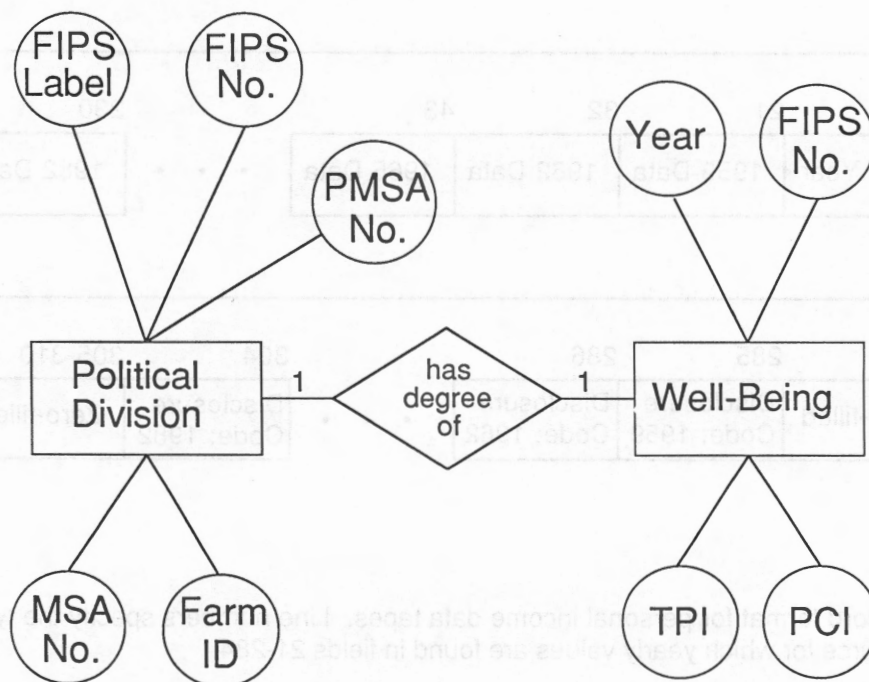 FIPS
Label
FIPS
No.
PMSA
No.
Year
FIPS
No.
Political
Division
1
has
degree
of
1
Well-Being
MSA
No.
Farm
ID
TPI
PCI